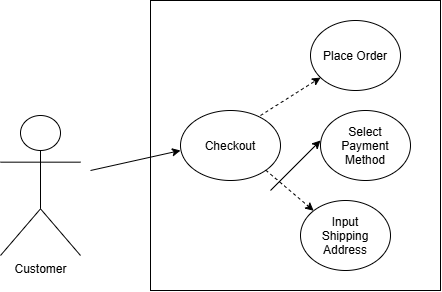 Place Order
Checkout
Select
Payment
Method
Input
Shipping
Address
Customer